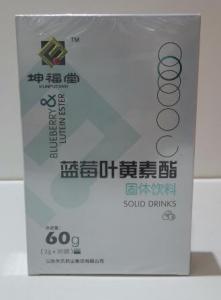 TM
坤福堂
KUNFUTANG
BLUEBERRY &
LUTEIN ESTER
蓝莓叶黄素酯
固体饮料
SOLID DRINKS
60g